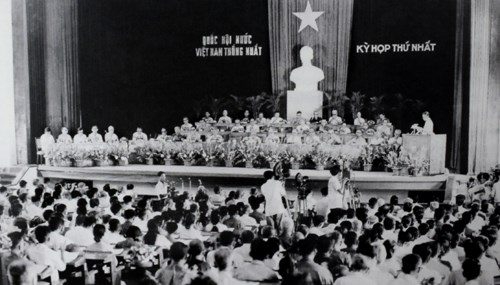 QUỐC HỘI NƯỚC
VIỆT NAM THỐNG NHẤT
KỲ HỌP THỨ NHẤT